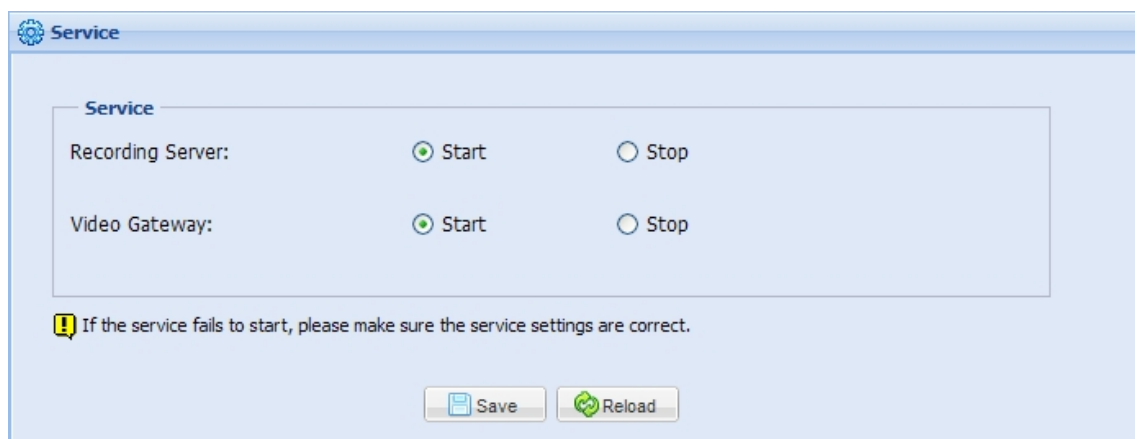 Service
Service
Recording Server: Start Stop
Video Gateway: Start Stop
If the service fails to start, please make sure the service settings are correct.
Save Reload